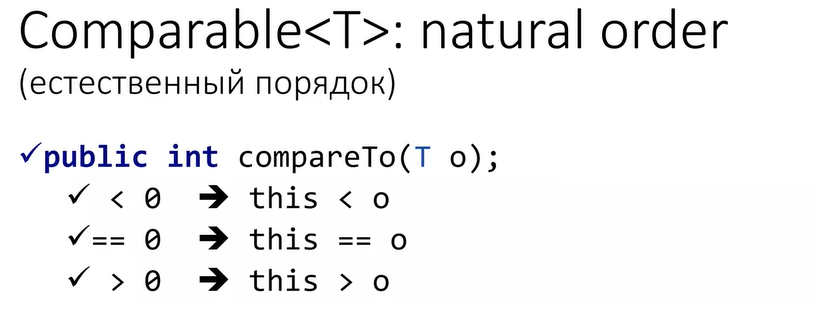 Comparable<T>: natural order
(естественный порядок)
✓public int compareTo(T o);
✓ < 0 ➔ this < o
✓== 0 ➔ this == o
✓ > 0 ➔ this > o